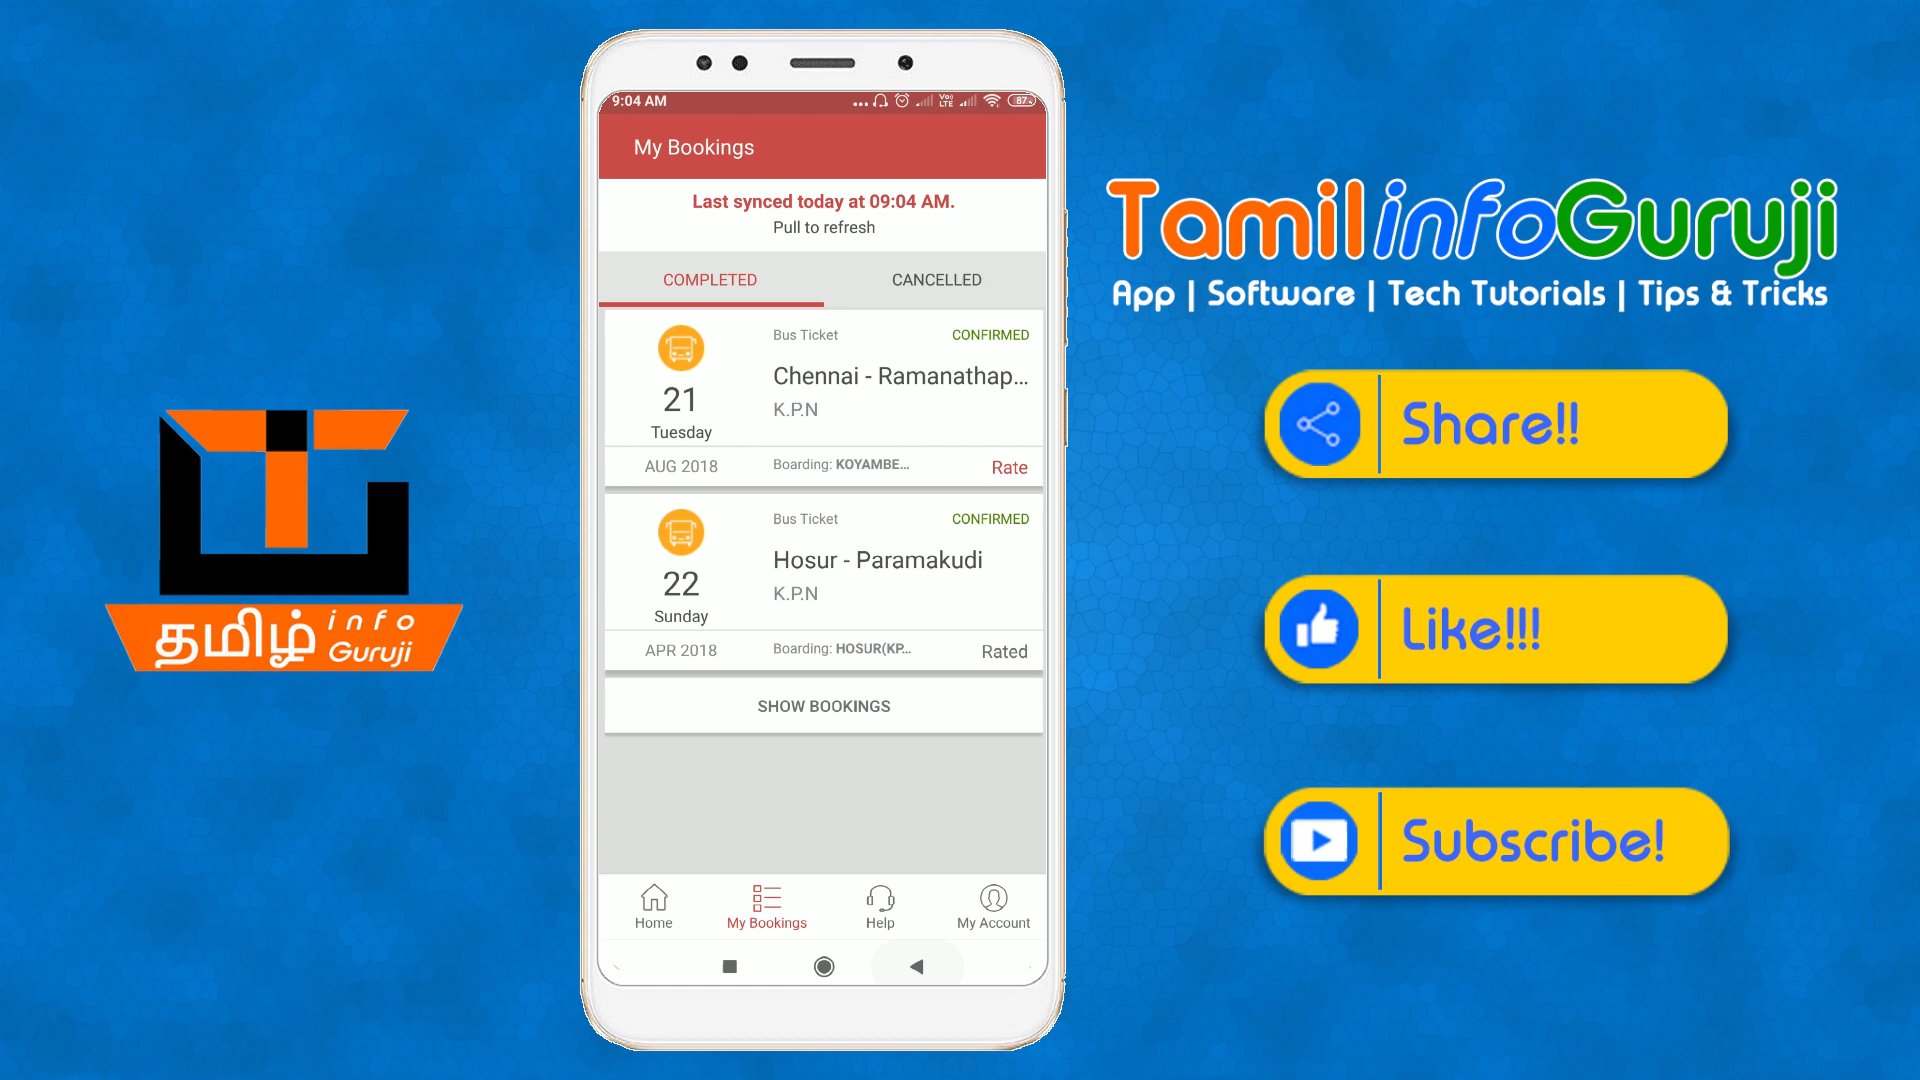 தமிழ் info Guruji
9:04 AM
Vo)) LTE
87
My Bookings
Last synced today at 09:04 AM.
Pull to refresh
COMPLETED CANCELLED
Bus Ticket CONFIRMED
Chennai - Ramanathap...
21
K.P.N
Tuesday
AUG 2018 Boarding: KOYAMBE... Rate
Bus Ticket CONFIRMED
Hosur - Paramakudi
22
K.P.N
Sunday
APR 2018 Boarding: HOSUR(KP... Rated
SHOW BOOKINGS
Home My Bookings Help My Account
TamilinfoGuruji
App | Software | Tech Tutorials | Tips & Tricks
Share!!
Like!!!
Subscribe!